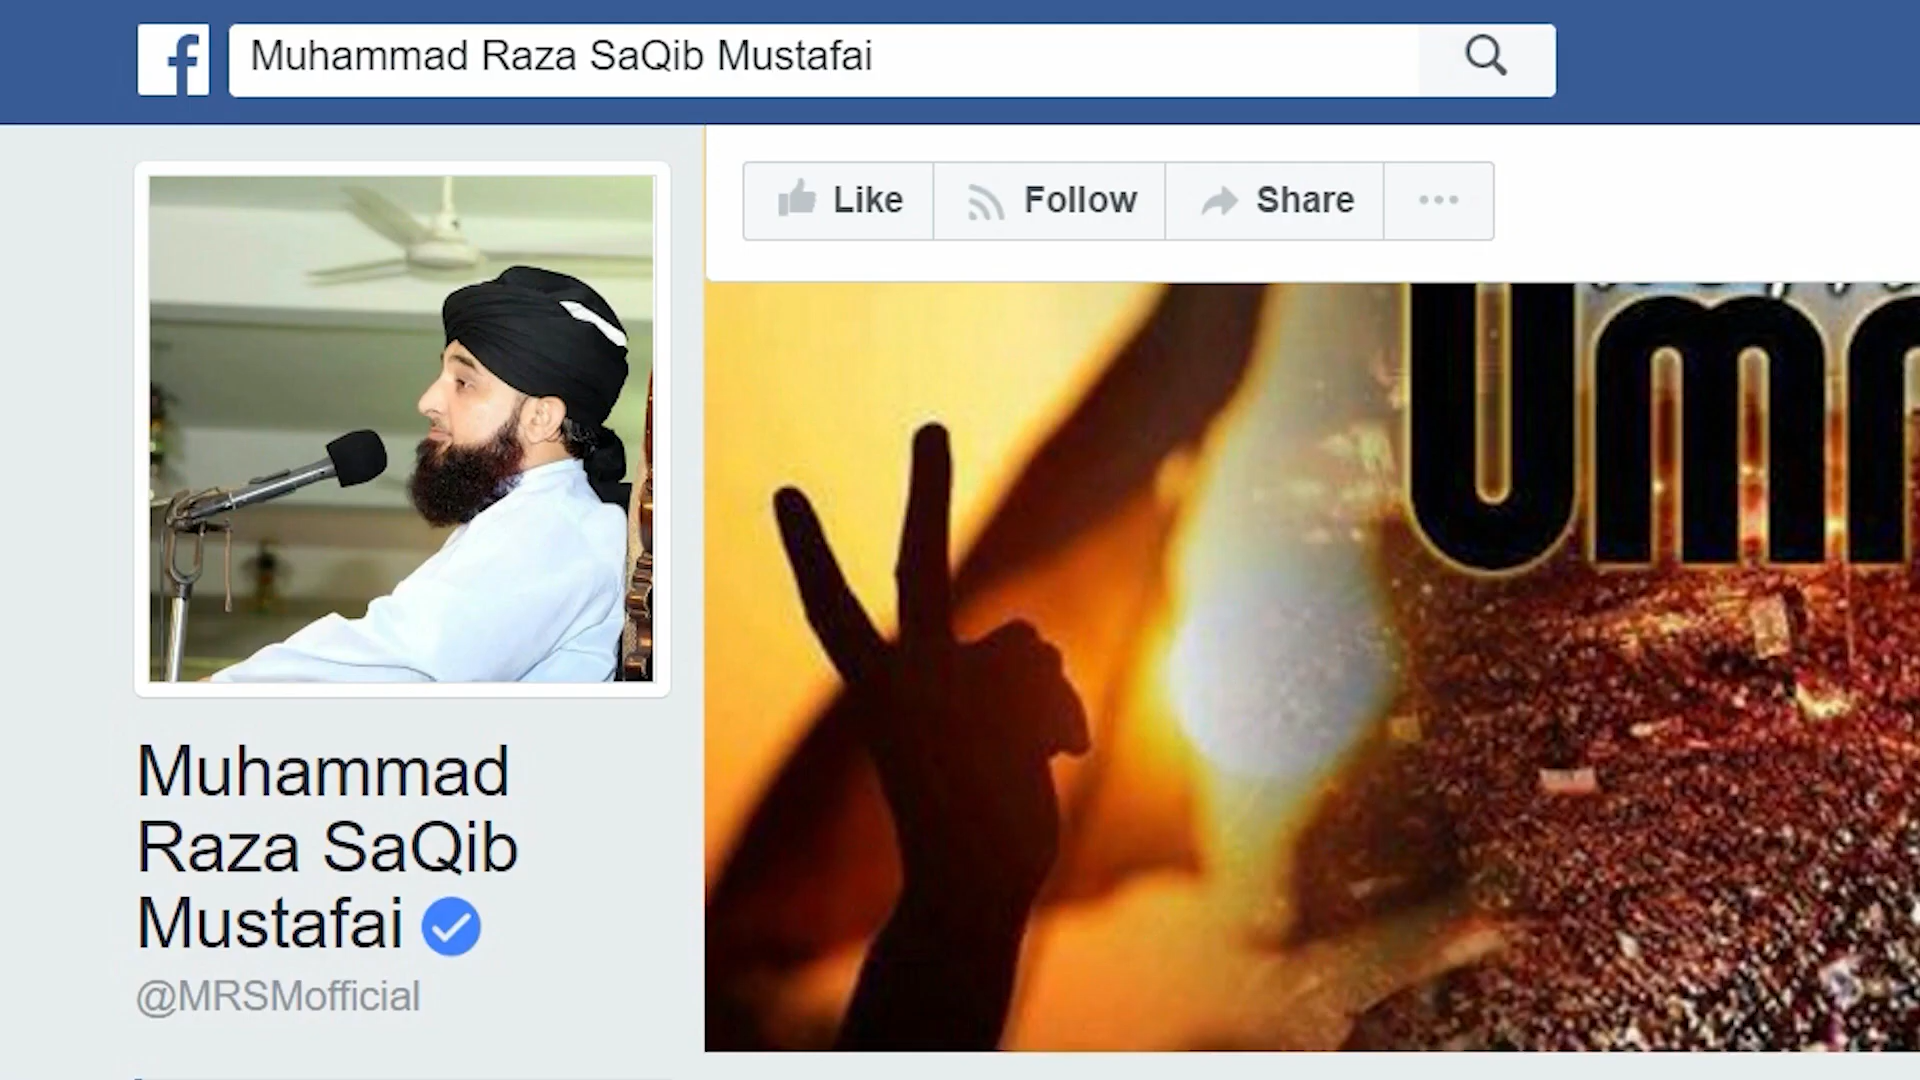 Muhammad Raza SaQib Mustafai
Like
Follow
Share
Muhammad
Raza SaQib
Mustafai
@MRSMofficial